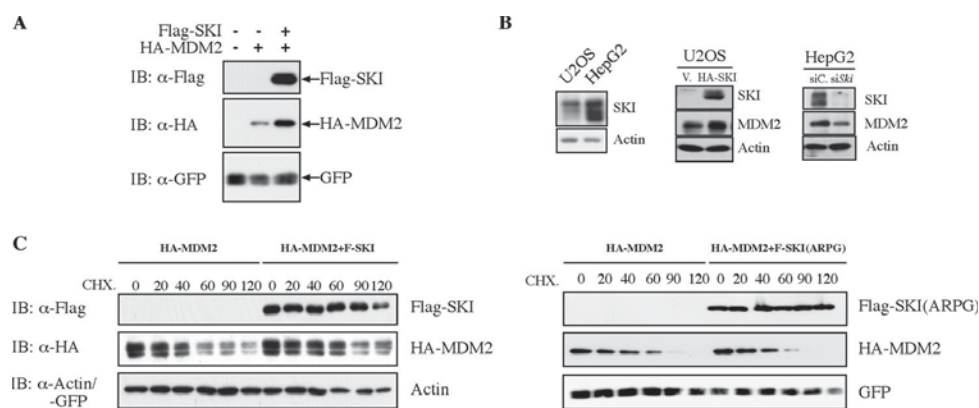 A
Flag-SKI - - +
HA-MDM2 - + +
IB: α-Flag Flag-SKI
IB: α-HA HA-MDM2
IB: α-GFP GFP
B
U2OS HepG2
SKI
Actin
U2OS
V. HA-SKI
SKI
MDM2
Actin
HepG2
siC. siSki
SKI
MDM2
Actin
C
HA-MDM2 HA-MDM2+F-SKI
CHX. 0 20 40 60 90 120 0 20 40 60 90 120
IB: α-Flag Flag-SKI
IB: α-HA HA-MDM2
IB: α-Actin/ Actin
-GFP
HA-MDM2 HA-MDM2+F-SKI(ARPG)
CHX. 0 20 40 60 90 120 0 20 40 60 90 120
Flag-SKI(ARPG)
HA-MDM2
GFP